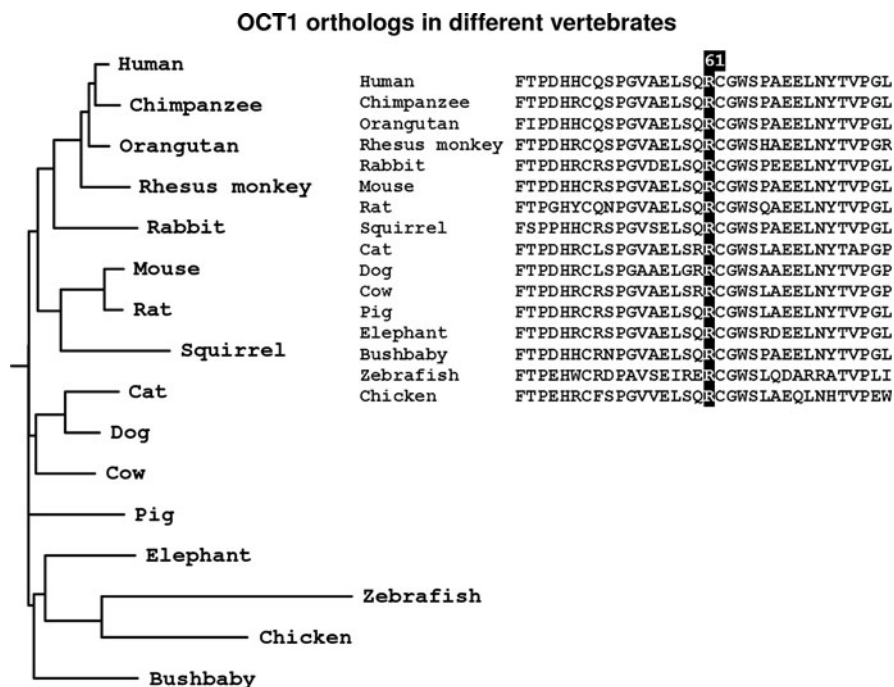 OCT1 orthologs in different vertebrates
Human
Chimpanzee
Orangutan
Rhesus monkey
Rabbit
Mouse
Rat
Squirrel
Cat
Dog
Cow
Pig
Elephant
Zebrafish
Chicken
Bushbaby
61
Human FTPDHHCQSPGVAELSQRCGWSPAEELNYTVPGL
Chimpanzee FTPDHRCQSPGVAELSQRCGWSPAEELNYTVPGL
Orangutan FIPDHHCQSPGVAELSQRCGWSPAEELNYTVPGL
Rhesus monkey FTPDHRCQSPGVAELSQRCGWSHAEELNYTVPGR
Rabbit FTPDHRCRSPGVDELSQRCGWSPEEELNYTVPGL
Mouse FTPDHHCRSPGVAELSQRCGWSPAEELNYTVPGL
Rat FTPGHYCQNPGVAELSQRCGWSQAEELNYTVPGL
Squirrel FSPPHHCRSPGVSELSQRCGWSPAEELNYTVPGL
Cat FTPDHRCLSPGVAELSRRCGWSLAEELNYTAPGP
Dog FTPDHRCLSPGAAELGRRCGWSAAEELNYTVPGP
Cow FTPDHRCRSPGVAELSRRCGWSLAEELNYTVPGP
Pig FTPDHRCRSPGVAELSQRCGWSLAEELNYTVPGL
Elephant FTPDHRCRSPGVAELSQRCGWSRDEELNYTVPGL
Bushbaby FTPDHHCRNPGVAELSQRCGWSPAEELNYTVPGL
Zebrafish FTPEHWCRDPAVSEIRERCGWSLQDARRATVPLI
Chicken FTPEHRCFSPGVVELSQRCGWSLAEQLNHTVPEW